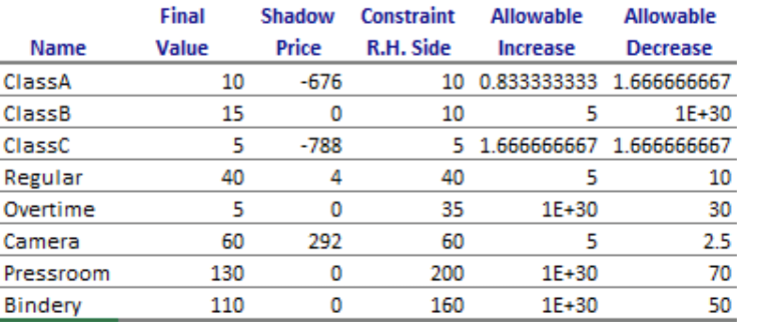 Final Shadow Constraint Allowable Allowable
Name Value Price R.H. Side Increase Decrease
ClassA 10 -676 10 0.833333333 1.666666667
ClassB 15 0 10 5 1E+30
ClassC 5 -788 5 1.666666667 1.666666667
Regular 40 4 40 5 10
Overtime 5 0 35 1E+30 30
Camera 60 292 60 5 2.5
Pressroom 130 0 200 1E+30 70
Bindery 110 0 160 1E+30 50